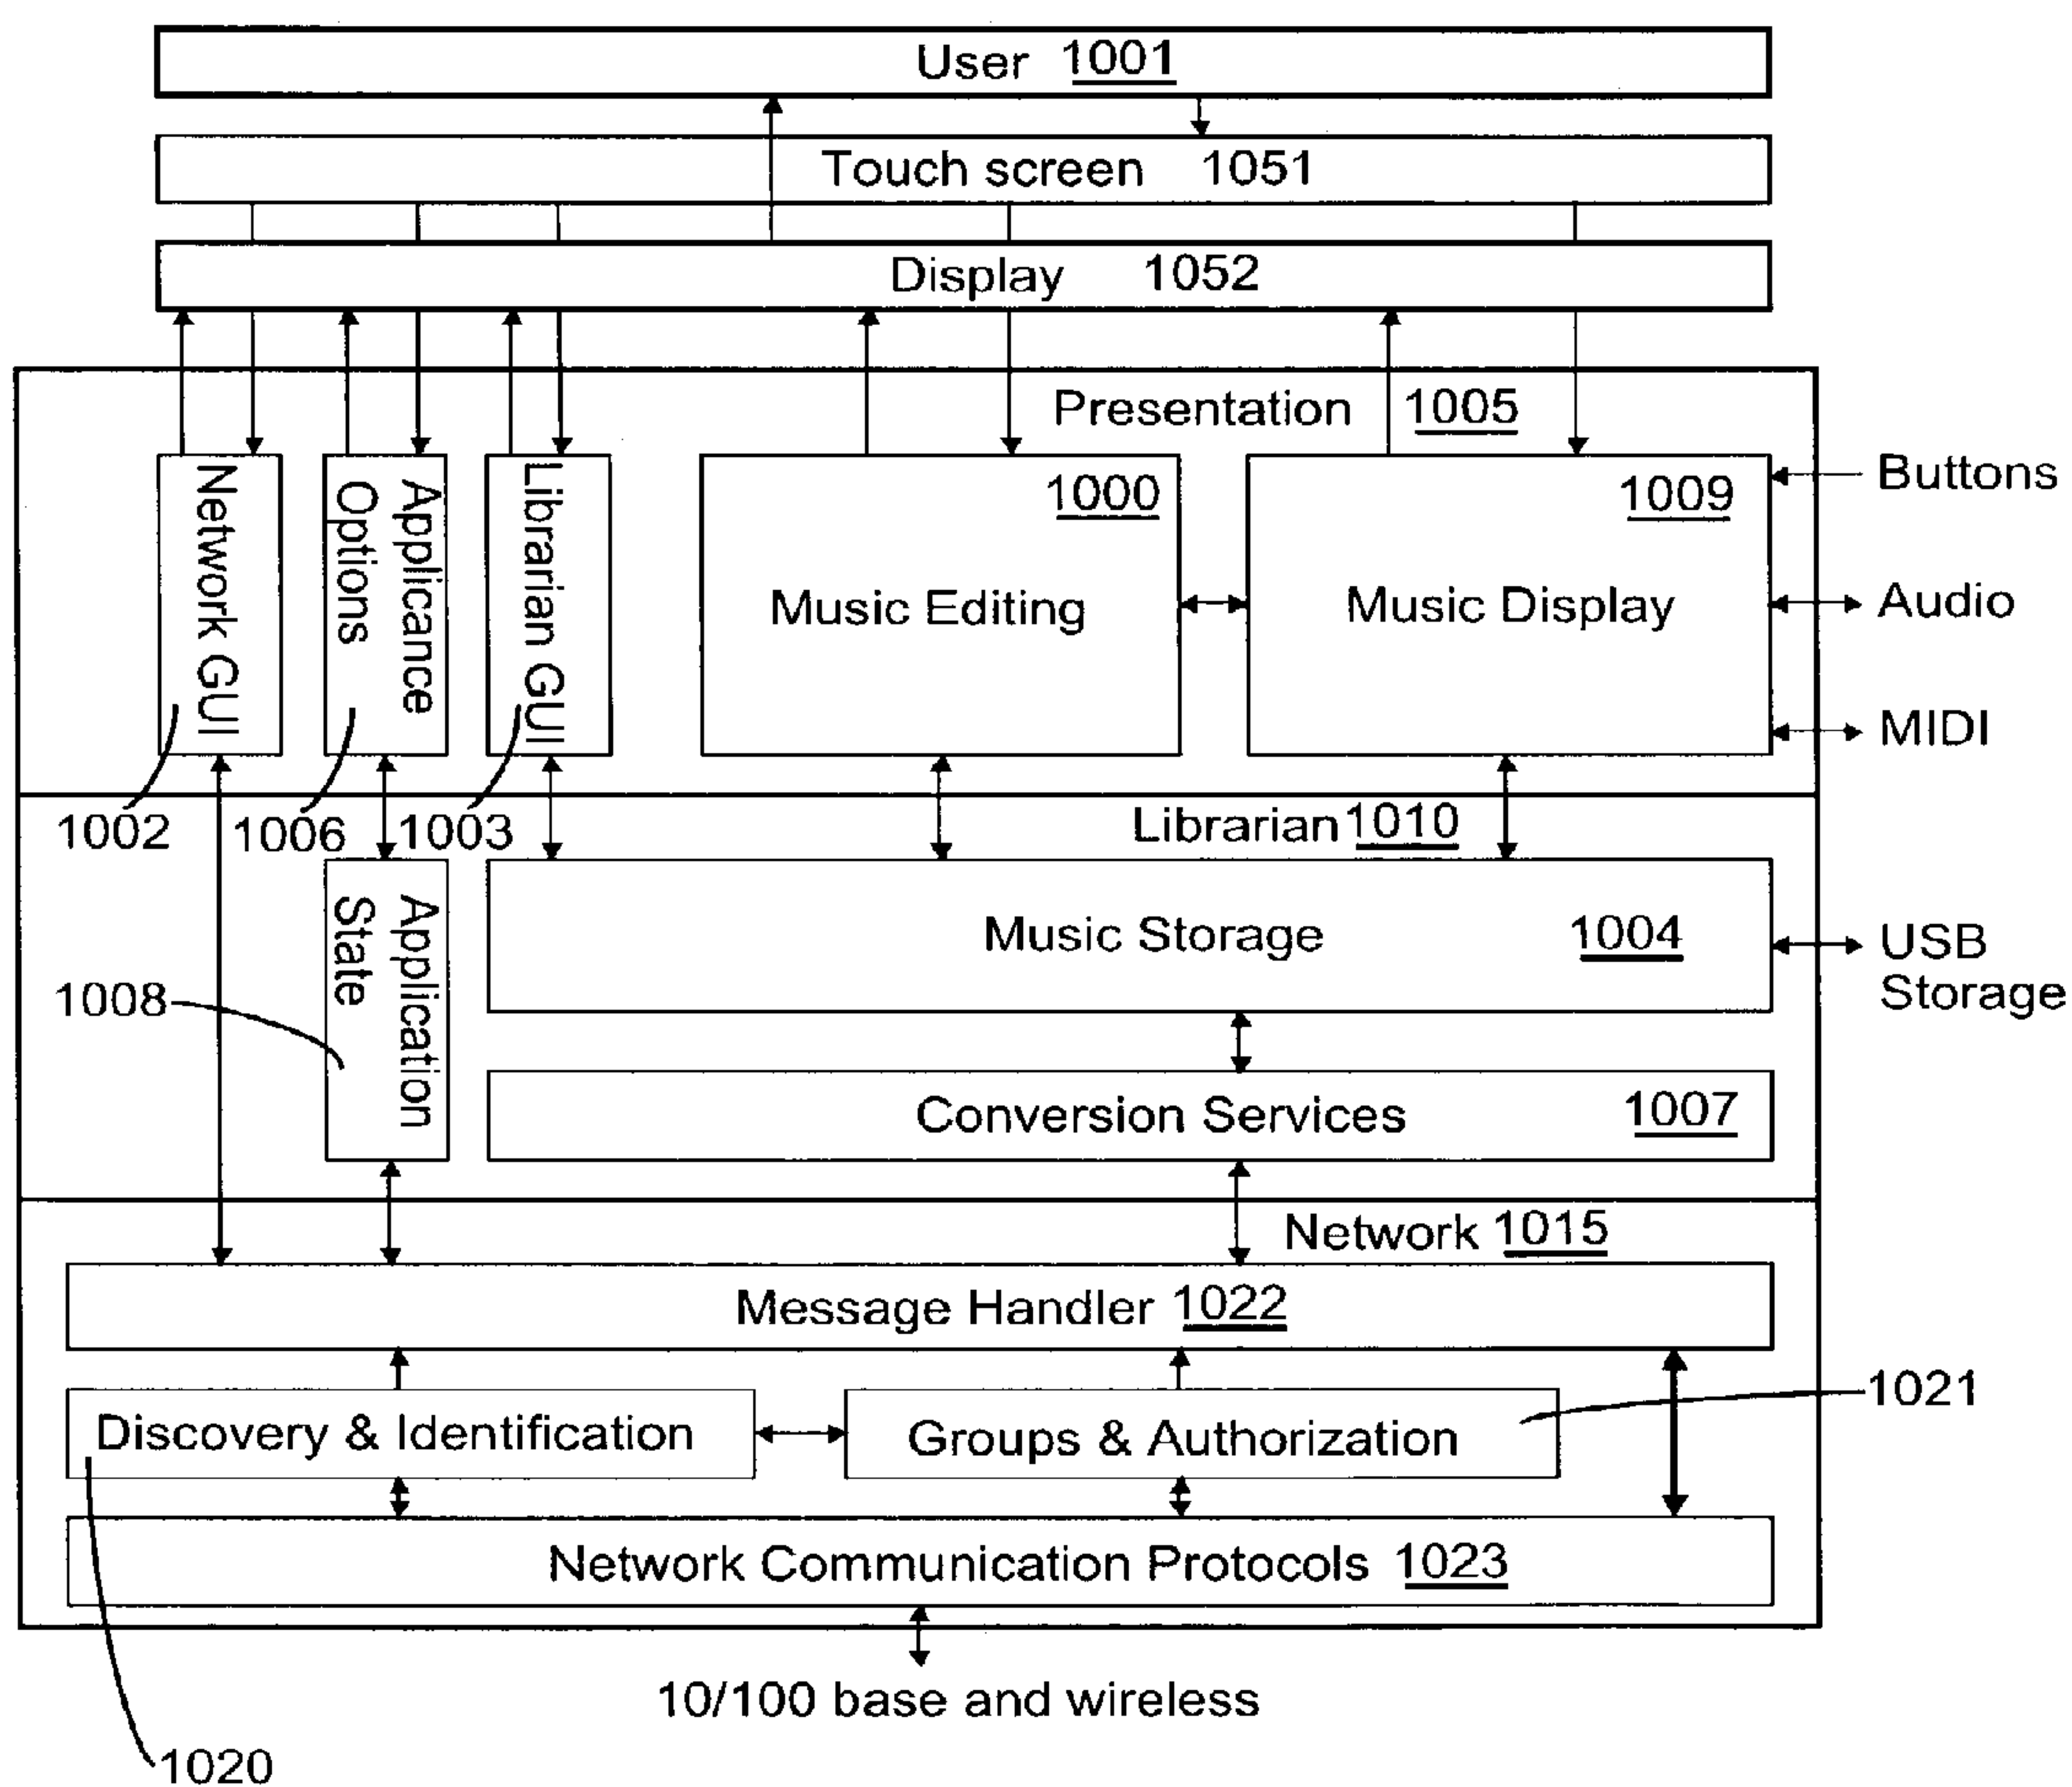 User 1001
Touch screen 1051
Display 1052
Presentation 1005
Network GUI
Applicance
Options
Librarian GUI
1000
Music Editing
1009
Music Display
Buttons
Audio
MIDI
1002
1006
1003
Librarian 1010
Application
State
1008
Music Storage 1004
USB
Storage
Conversion Services 1007
Network 1015
Message Handler 1022
Discovery & Identification
Groups & Authorization
1021
Network Communication Protocols 1023
10/100 base and wireless
1020